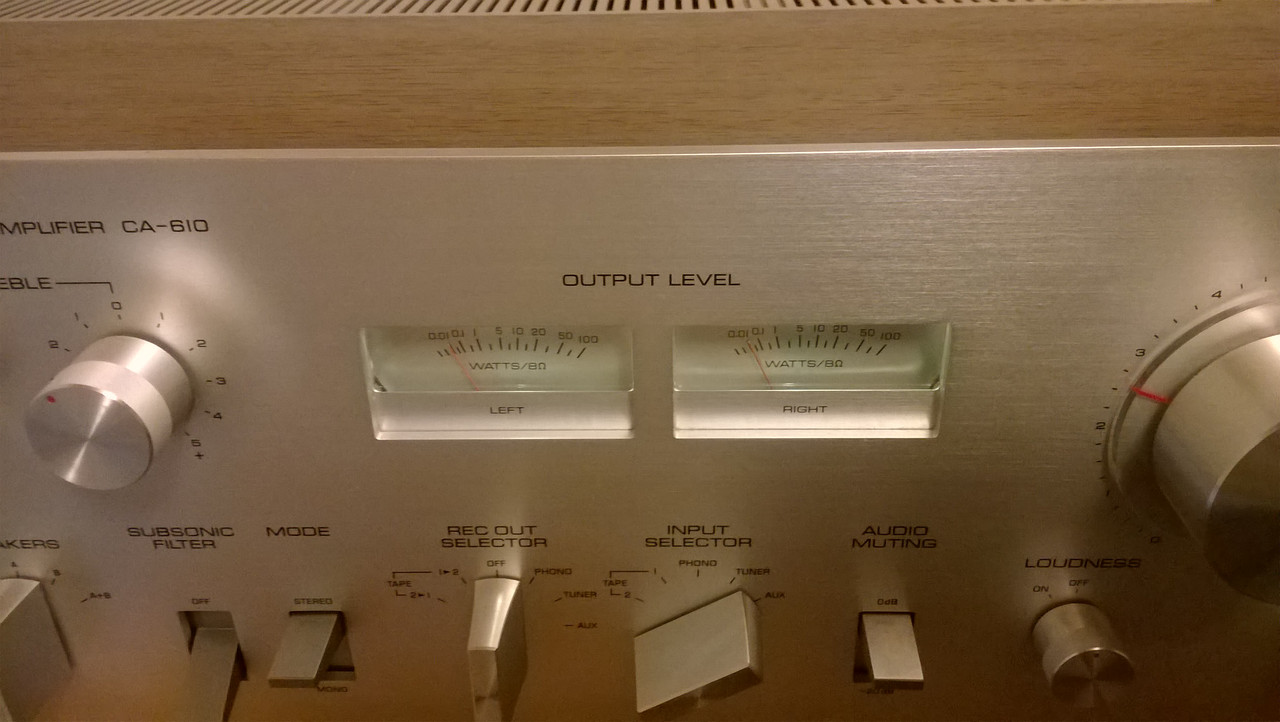 MPLIFIER CA-610
EBLE
0
1 1
2 2
3
4
5
+
OUTPUT LEVEL
0.01 0.1 1 5 10 20 50 100
WATTS/8Ω
LEFT
0.01 0.1 1 5 10 20 50 100
WATTS/8Ω
RIGHT
4
3
2
0
AKERS
A
B
A+B
SUBSONIC
FILTER
OFF
MODE
STEREO
MONO
REC OUT
SELECTOR
OFF
TAPE
1▶2
2▶1
PHONO
TUNER
AUX
INPUT
SELECTOR
TAPE
1
2
PHONO
TUNER
AUX
AUDIO
MUTING
0dB
-20dB
LOUDNESS
ON OFF